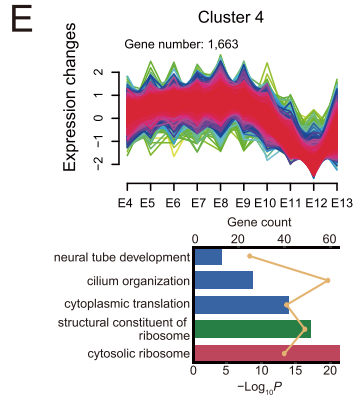 E
Cluster 4
Gene number: 1,663
Expression changes
2
1
0
−1
−2
E4 E5 E6 E7 E8 E9 E10 E11 E12 E13
Gene count
0 20 40 60
neural tube development
cilium organization
cytoplasmic translation
structural constituent of
ribosome
cytosolic ribosome
0 5 10 15 20
−Log10P